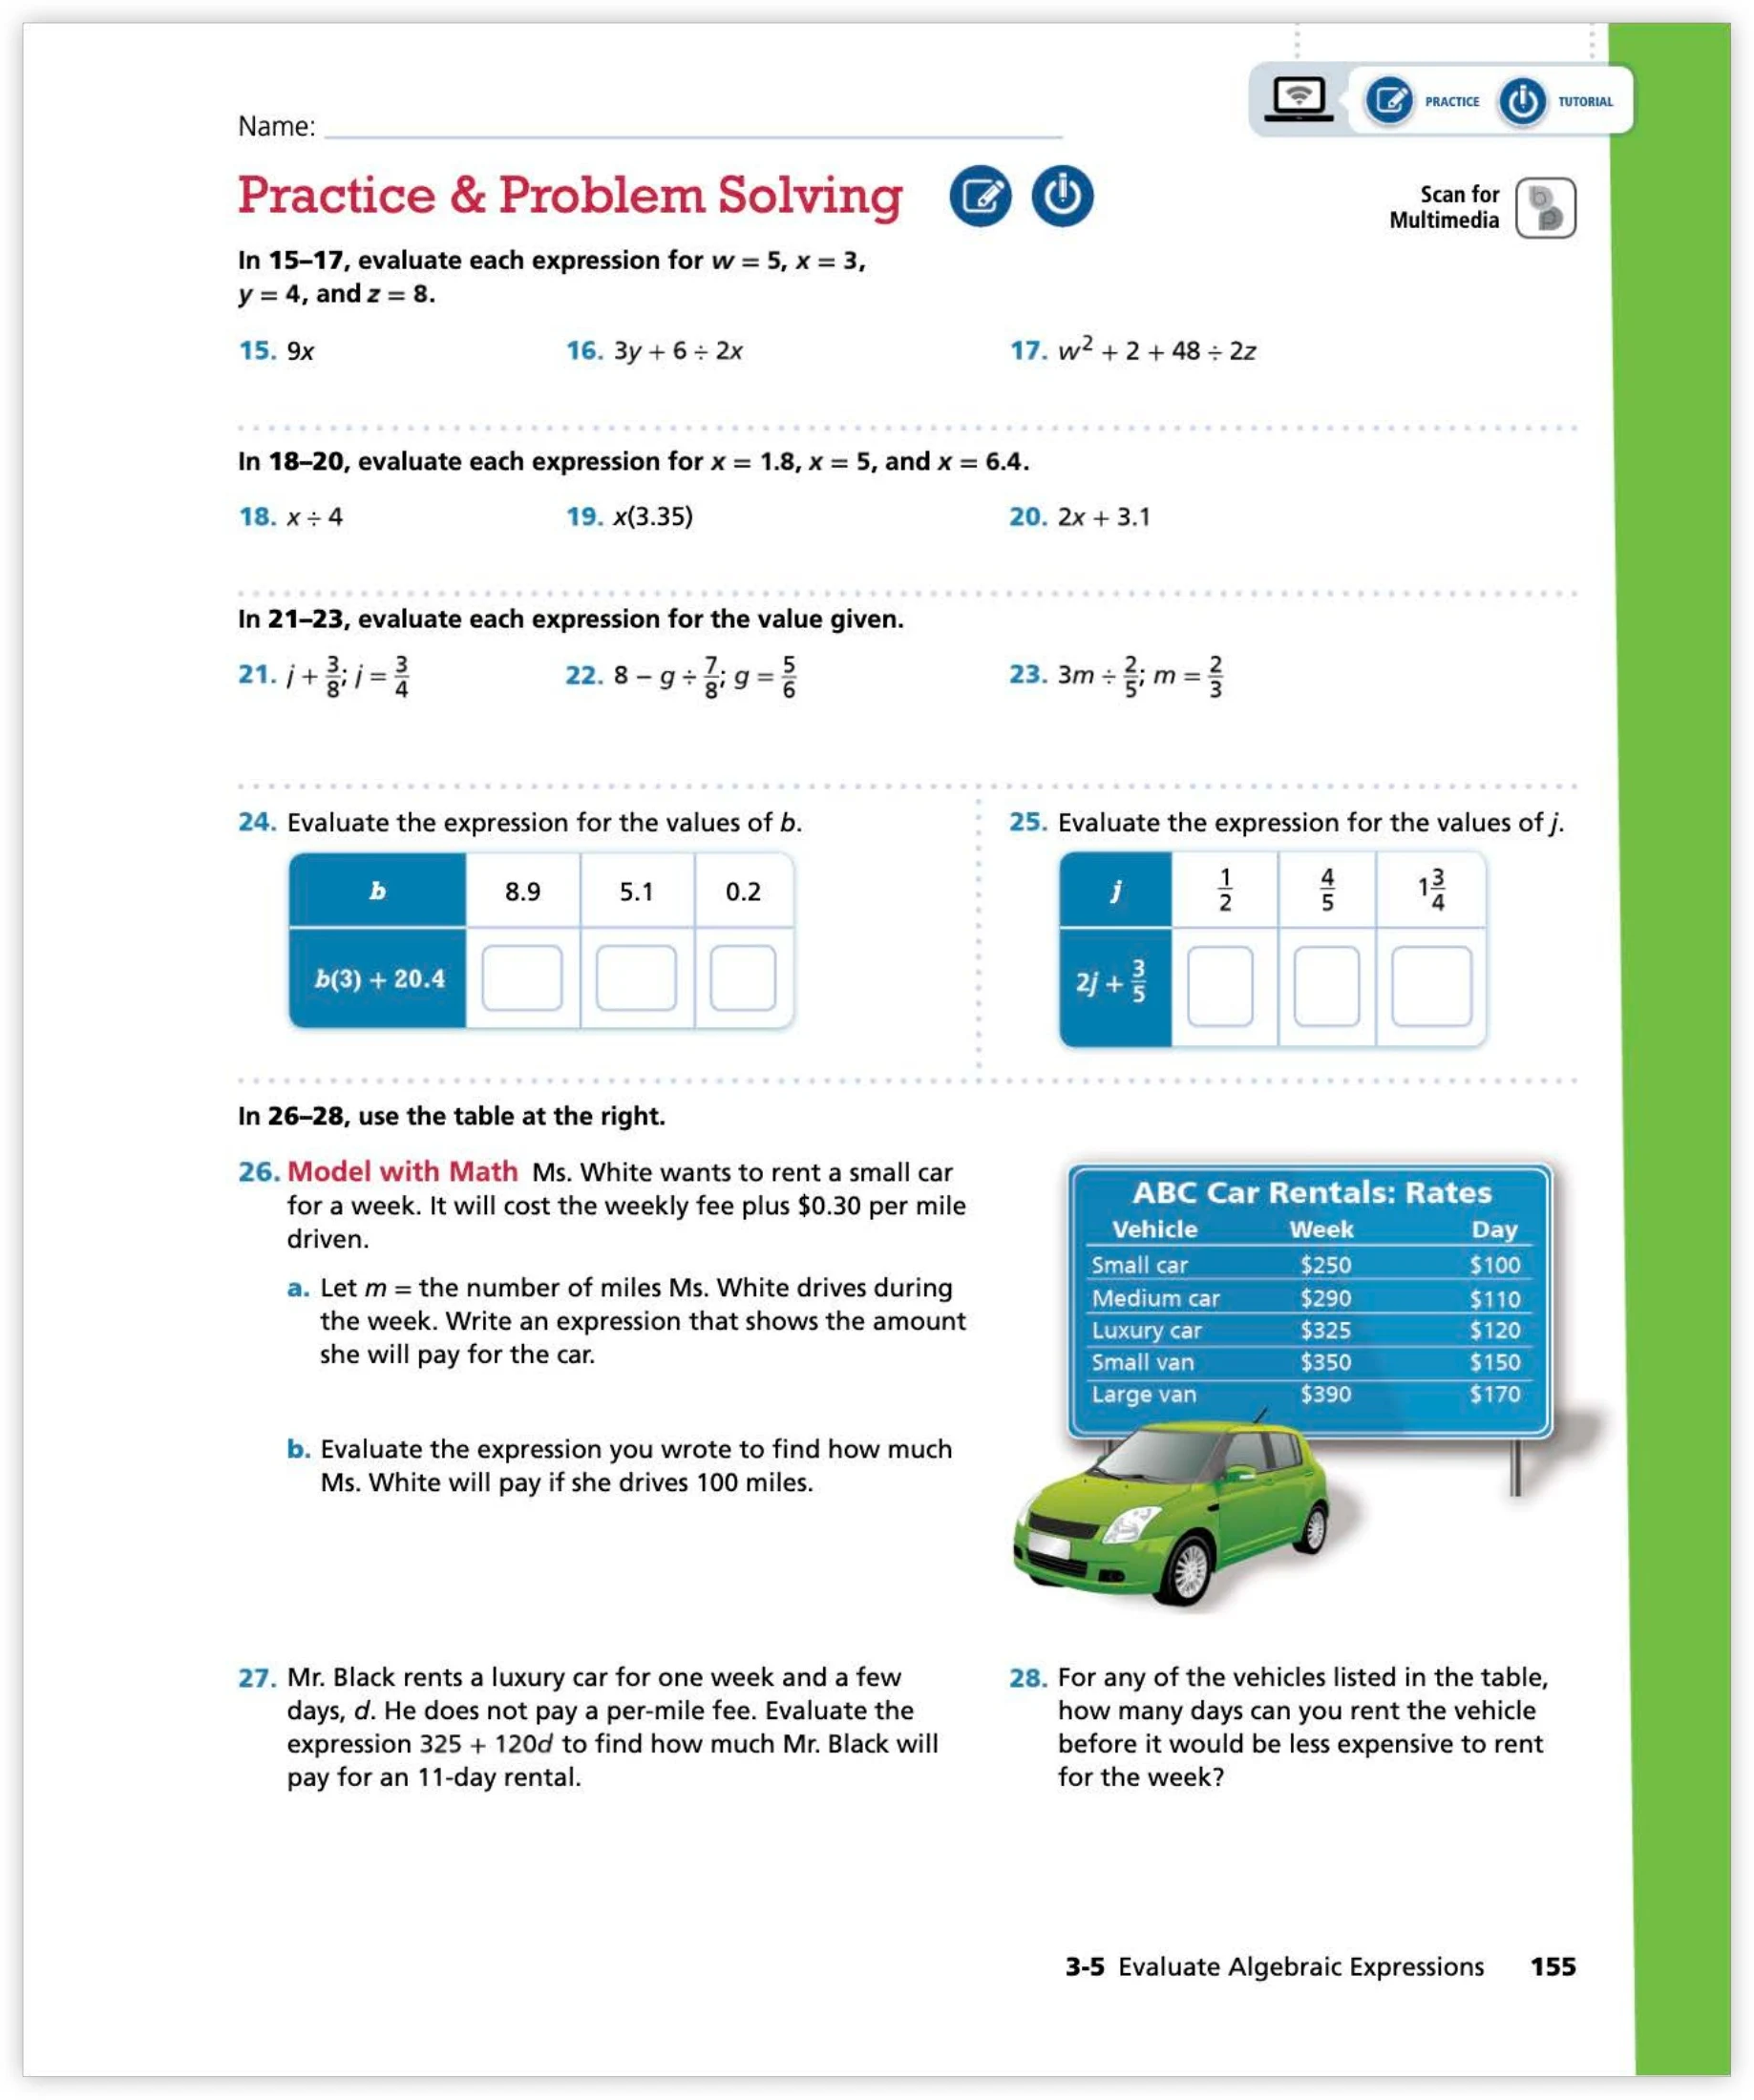 PRACTICE
TUTORIAL
Name:
Practice & Problem Solving
Scan for
Multimedia
In 15–17, evaluate each expression for w = 5, x = 3,
y = 4, and z = 8.
15. 9x
16. 3y + 6 ÷ 2x
17. w² + 2 + 48 ÷ 2z
In 18–20, evaluate each expression for x = 1.8, x = 5, and x = 6.4.
18. x ÷ 4
19. x(3.35)
20. 2x + 3.1
In 21–23, evaluate each expression for the value given.
21. j + 3/8; j = 3/4
22. 8 – g ÷ 7/8; g = 5/6
23. 3m ÷ 2/5; m = 2/3
24. Evaluate the expression for the values of b.
b 8.9 5.1 0.2
b(3) + 20.4
25. Evaluate the expression for the values of j.
j 1/2 4/5 1 3/4
2j + 3/5
In 26–28, use the table at the right.
26. Model with Math Ms. White wants to rent a small car
for a week. It will cost the weekly fee plus $0.30 per mile
driven.
a. Let m = the number of miles Ms. White drives during
the week. Write an expression that shows the amount
she will pay for the car.
b. Evaluate the expression you wrote to find how much
Ms. White will pay if she drives 100 miles.
ABC Car Rentals: Rates
Vehicle Week Day
Small car $250 $100
Medium car $290 $110
Luxury car $325 $120
Small van $350 $150
Large van $390 $170
27. Mr. Black rents a luxury car for one week and a few
days, d. He does not pay a per-mile fee. Evaluate the
expression 325 + 120d to find how much Mr. Black will
pay for an 11-day rental.
28. For any of the vehicles listed in the table,
how many days can you rent the vehicle
before it would be less expensive to rent
for the week?
3-5 Evaluate Algebraic Expressions 155